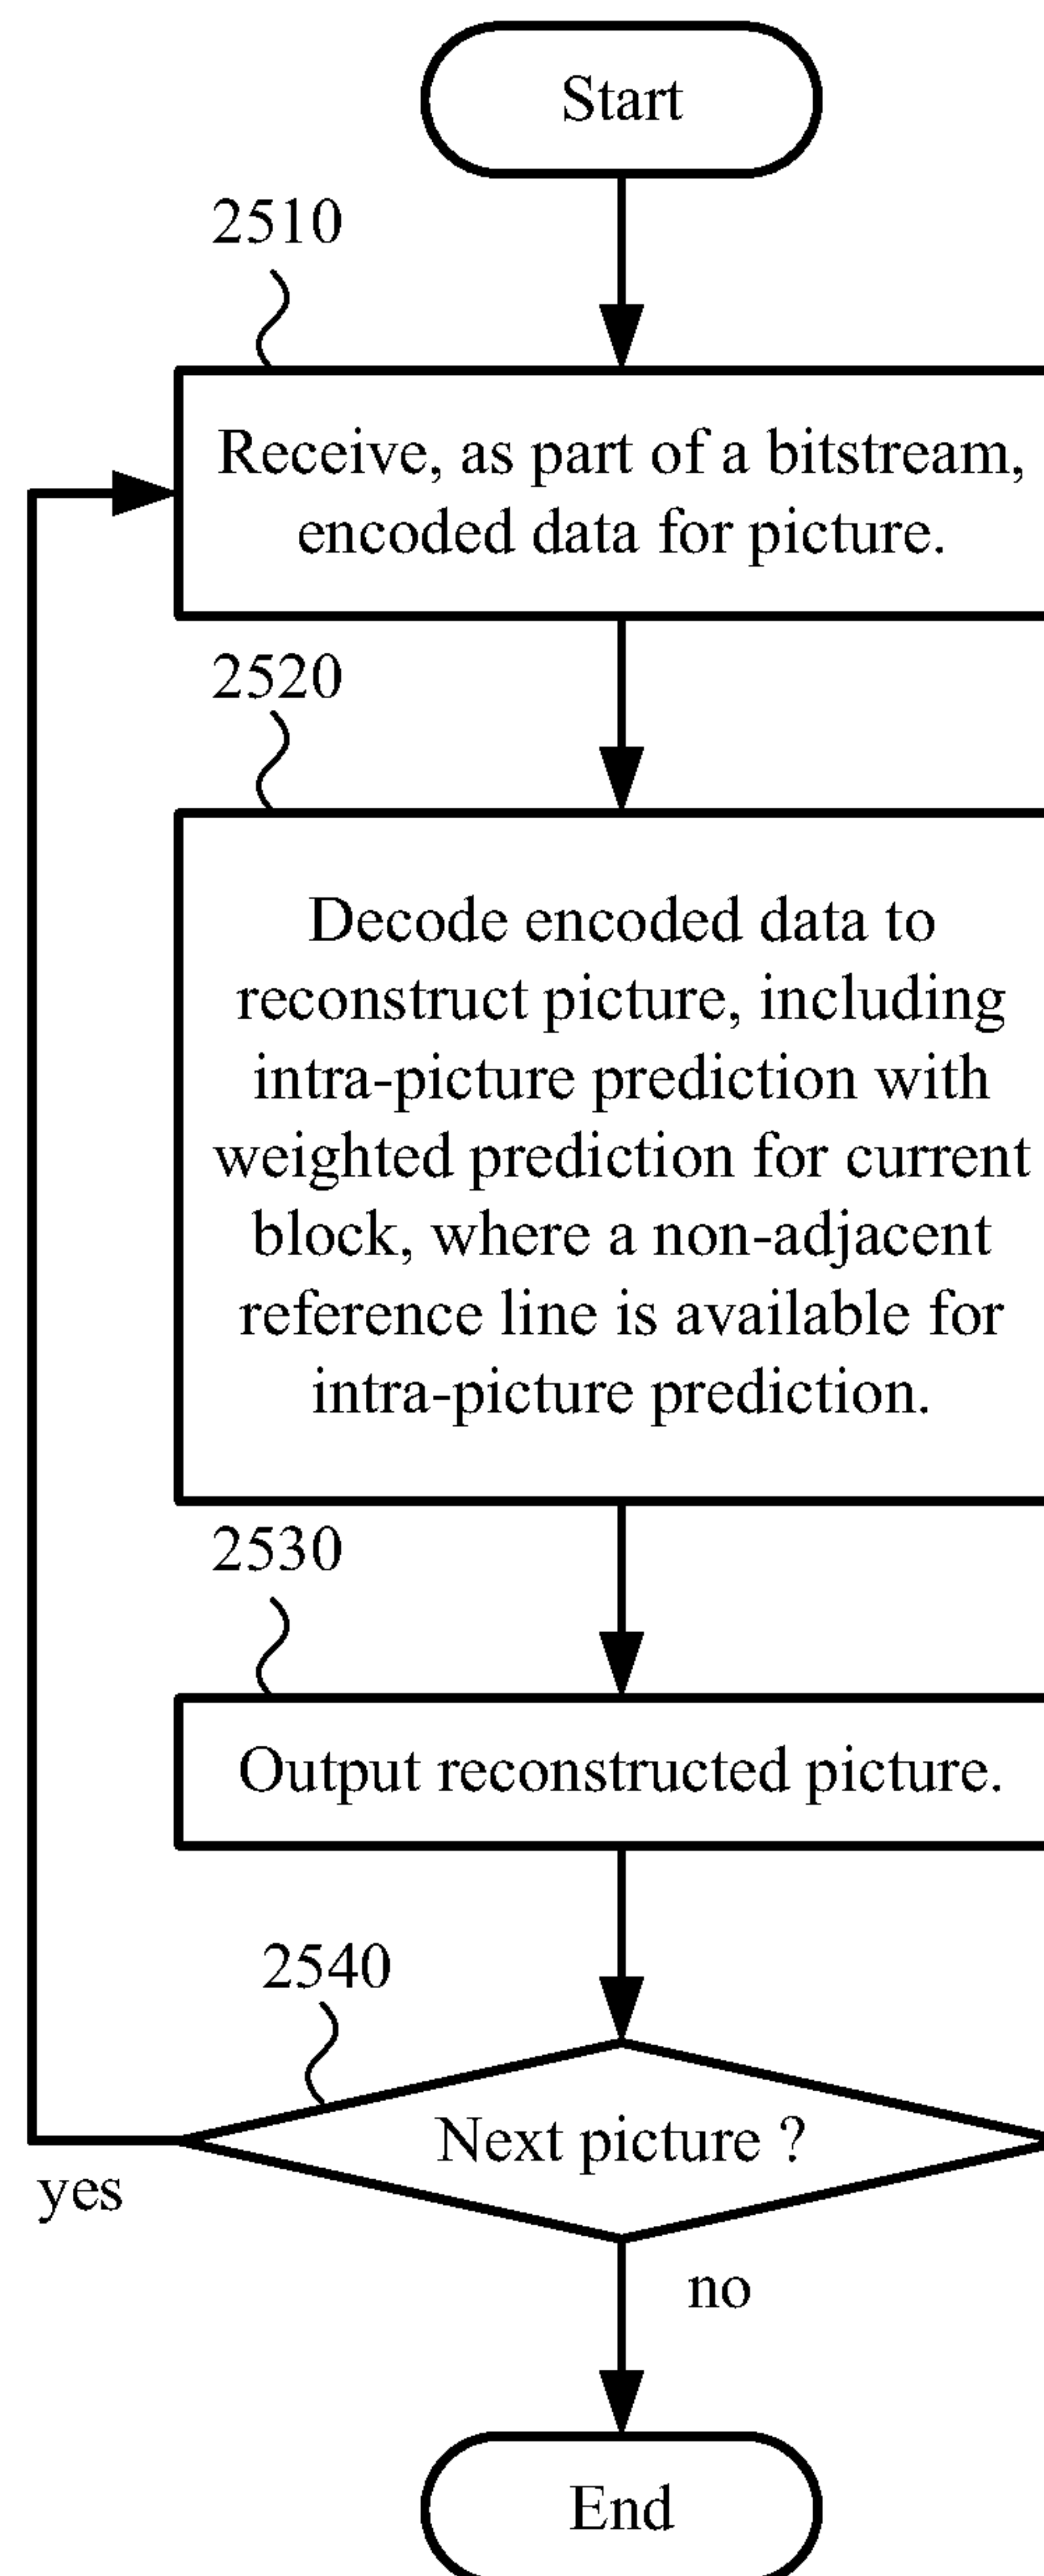 Start
2510
Receive, as part of a bitstream,
encoded data for picture.
2520
Decode encoded data to
reconstruct picture, including
intra-picture prediction with
weighted prediction for current
block, where a non-adjacent
reference line is available for
intra-picture prediction.
2530
Output reconstructed picture.
2540
Next picture ?
yes
no
End